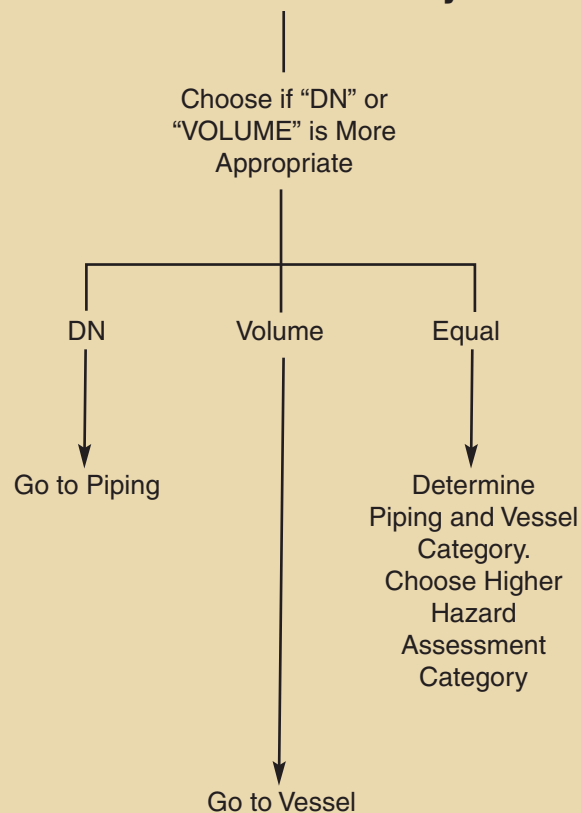 Choose if “DN” or
“VOLUME” is More
Appropriate
DN
Volume
Equal
Go to Piping
Determine
Piping and Vessel
Category.
Choose Higher
Hazard
Assessment
Category
Go to Vessel